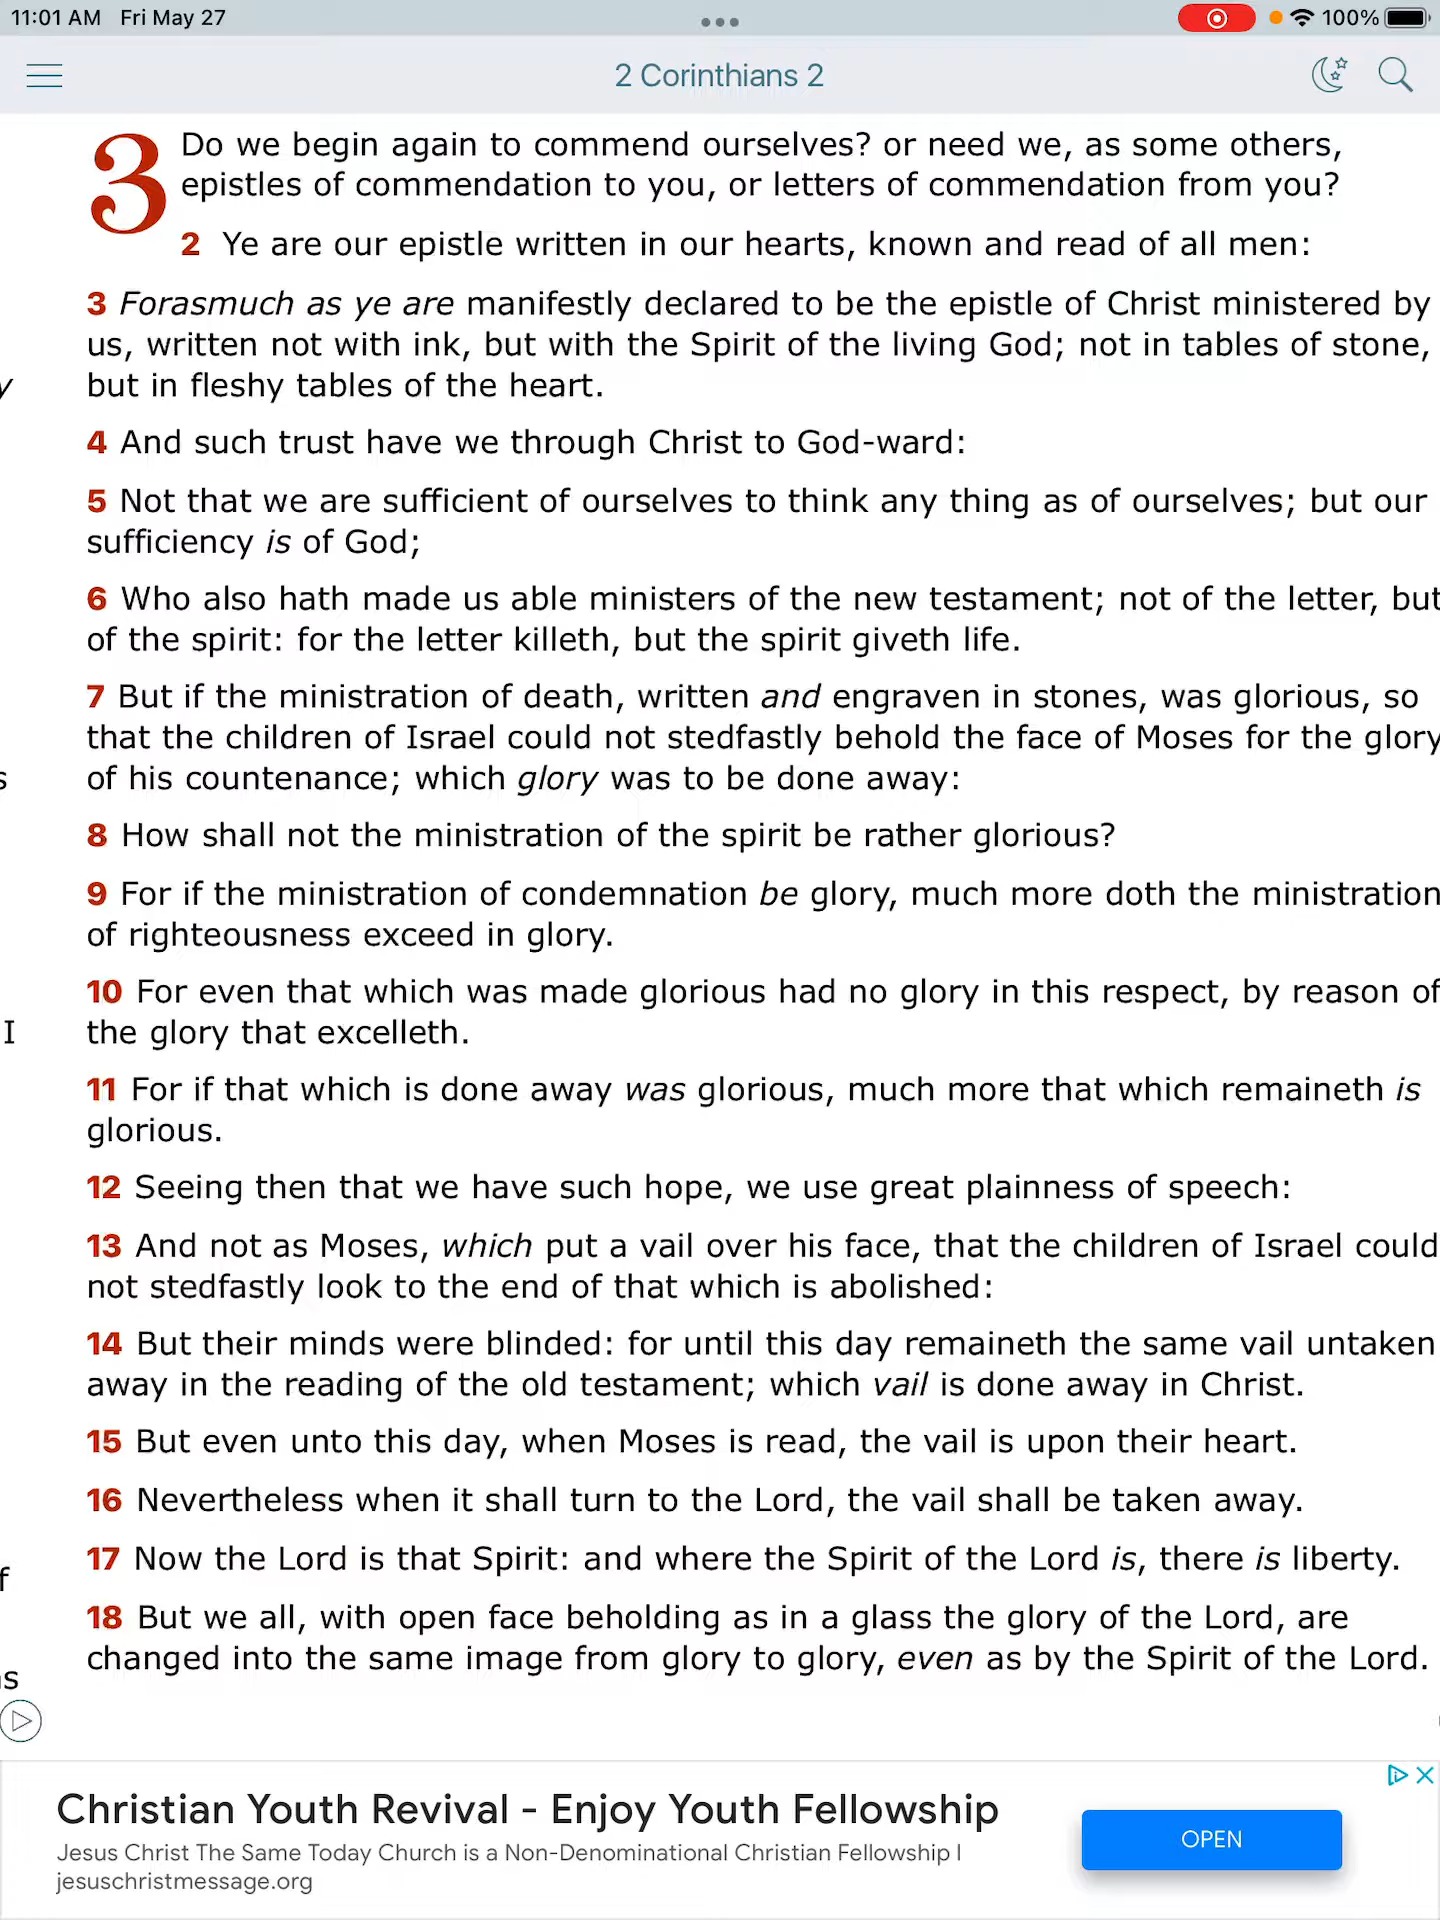 11:01 AM Fri May 27
100%
2 Corinthians 2
3 Do we begin again to commend ourselves? or need we, as some others,
epistles of commendation to you, or letters of commendation from you?
2 Ye are our epistle written in our hearts, known and read of all men:
3 Forasmuch as ye are manifestly declared to be the epistle of Christ ministered by
us, written not with ink, but with the Spirit of the living God; not in tables of stone,
y
but in fleshy tables of the heart.
4 And such trust have we through Christ to God-ward:
5 Not that we are sufficient of ourselves to think any thing as of ourselves; but our
sufficiency is of God;
6 Who also hath made us able ministers of the new testament; not of the letter, but
of the spirit: for the letter killeth, but the spirit giveth life.
7 But if the ministration of death, written and engraven in stones, was glorious, so
that the children of Israel could not stedfastly behold the face of Moses for the glory
s
of his countenance; which glory was to be done away:
8 How shall not the ministration of the spirit be rather glorious?
9 For if the ministration of condemnation be glory, much more doth the ministration
of righteousness exceed in glory.
10 For even that which was made glorious had no glory in this respect, by reason of
I
the glory that excelleth.
11 For if that which is done away was glorious, much more that which remaineth is
glorious.
12 Seeing then that we have such hope, we use great plainness of speech:
13 And not as Moses, which put a vail over his face, that the children of Israel could
not stedfastly look to the end of that which is abolished:
14 But their minds were blinded: for until this day remaineth the same vail untaken
away in the reading of the old testament; which vail is done away in Christ.
15 But even unto this day, when Moses is read, the vail is upon their heart.
16 Nevertheless when it shall turn to the Lord, the vail shall be taken away.
17 Now the Lord is that Spirit: and where the Spirit of the Lord is, there is liberty.
f
18 But we all, with open face beholding as in a glass the glory of the Lord, are
changed into the same image from glory to glory, even as by the Spirit of the Lord.
as
Christian Youth Revival - Enjoy Youth Fellowship
Jesus Christ The Same Today Church is a Non-Denominational Christian Fellowship I
jesuschristmessage.org
OPEN